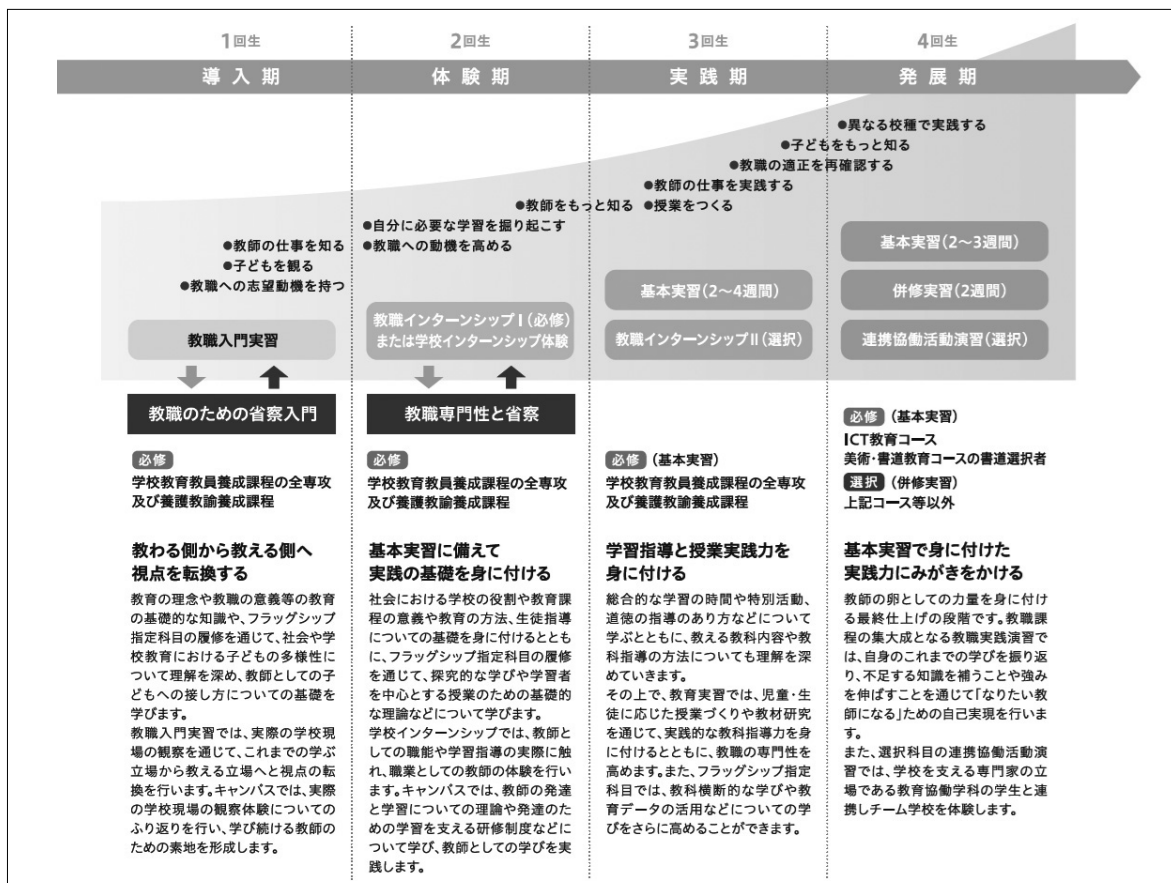 1回生
2回生
3回生
4回生
導入期
体験期
実践期
発展期
●異なる校種で実践する
●子どもをもっと知る
●教職の適正を再確認する
●教師の仕事を実践する
●教師をもっと知る
●授業をつくる
●自分に必要な学習を掘り起こす
●教職への動機を高める
●教師の仕事を知る
●子どもを観る
●教職への志望動機を持つ
教職入門実習
教職インターンシップⅠ(必修)
または学校インターンシップ体験
基本実習(2〜4週間)
教職インターンシップⅡ(選択)
基本実習(2〜3週間)
併修実習(2週間)
連携協働活動演習(選択)
教職のための省察入門
必修
学校教育教員養成課程の全専攻
及び養護教諭養成課程
教わる側から教える側へ
視点を転換する
教育の理念や教職の意義等の教育
の基礎的な知識や、フラッグシップ
指定科目の履修を通じて、社会や学
校教育における子どもの多様性に
ついて理解を深め、教師としての子
どもへの接し方についての基礎を
学びます。
教職入門実習では、実際の学校現
場の観察を通じて、これまでの学ぶ
立場から教える立場へと視点の転
換を行います。キャンパスでは、実際
の学校現場の観察体験についての
ふり返りを行い、学び続ける教師の
ための素地を形成します。
教職専門性と省察
必修
学校教育教員養成課程の全専攻
及び養護教諭養成課程
基本実習に備えて
実践の基礎を身に付ける
社会における学校の役割や教育課
程の意義や教育の方法、生徒指導
についての基礎を身に付けるととも
に、フラッグシップ指定科目の履修
を通じて、探究的な学びや学習者
を中心とする授業のための基礎的
な理論などについて学びます。
学校インターンシップでは、教師と
しての職能や学習指導の実際に触
れ、職業としての教師の体験を行い
ます。キャンパスでは、教師の発達
と学習についての理論や発達のた
めの学習を支える研修制度などに
ついて学び、教師としての学びを実
践します。
必修 (基本実習)
学校教育教員養成課程の全専攻
及び養護教諭養成課程
学習指導と授業実践力を
身に付ける
総合的な学習の時間や特別活動、
道徳の指導のあり方などについて
学ぶとともに、教える教科内容や教
科指導の方法についても理解を深
めていきます。
その上で、教育実習では、児童・生
徒に応じた授業づくりや教材研究
を通じて、実践的な教科指導力を身
に付けるとともに、教職の専門性を
高めます。また、フラッグシップ指定
科目では、教科横断的な学びや教
育データの活用などについての学
びをさらに高めることができます。
必修 (基本実習)
ICT教育コース
美術・書道教育コースの書道選択者
選択 (併修実習)
上記コース等以外
基本実習で身に付けた
実践力にみがきをかける
教師の卵としての力量を身に付け
る最終仕上げの段階です。教職課
程の集大成となる教職実践演習で
は、自身のこれまでの学びを振り返
り、不足する知識を補うことや強み
を伸ばすことを通じて「なりたい教
師になる」ための自己実現を行いま
す。
また、選択科目の連携協働活動演
習では、学校を支える専門家の立
場である教育協働学科の学生と連
携しチーム学校を体験します。